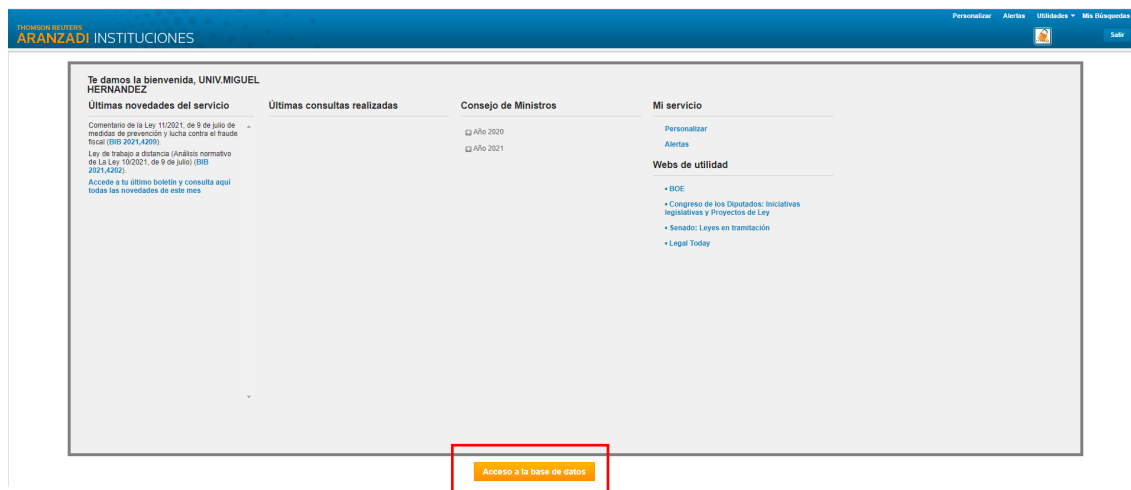 Personalizar Alertas Utilidades Mis Búsquedas
THOMSON REUTERS
ARANZADI INSTITUCIONES
Salir
Te damos la bienvenida, UNIV.MIGUEL
HERNANDEZ
Últimas novedades del servicio
Comentario de la Ley 11/2021, de 9 de julio de
medidas de prevención y lucha contra el fraude
fiscal (BIB 2021,4209).
Ley de trabajo a distancia (Análisis normativo
de La Ley 10/2021, de 9 de julio) (BIB
2021,4202).
Accede a tu último boletín y consulta aquí
todas las novedades de este mes
Últimas consultas realizadas
Consejo de Ministros
Año 2020
Año 2021
Mi servicio
Personalizar
Alertas
Webs de utilidad
• BOE
• Congreso de los Diputados: Iniciativas
legislativas y Proyectos de Ley
• Senado: Leyes en tramitación
• Legal Today
Acceso a la base de datos